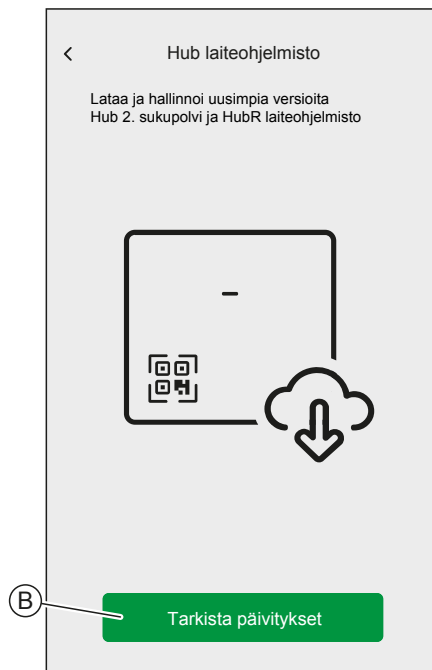 Hub laiteohjelmisto
Lataa ja hallinnoi uusimpia versioita
Hub 2. sukupolvi ja HubR laiteohjelmisto
B
Tarkista päivitykset